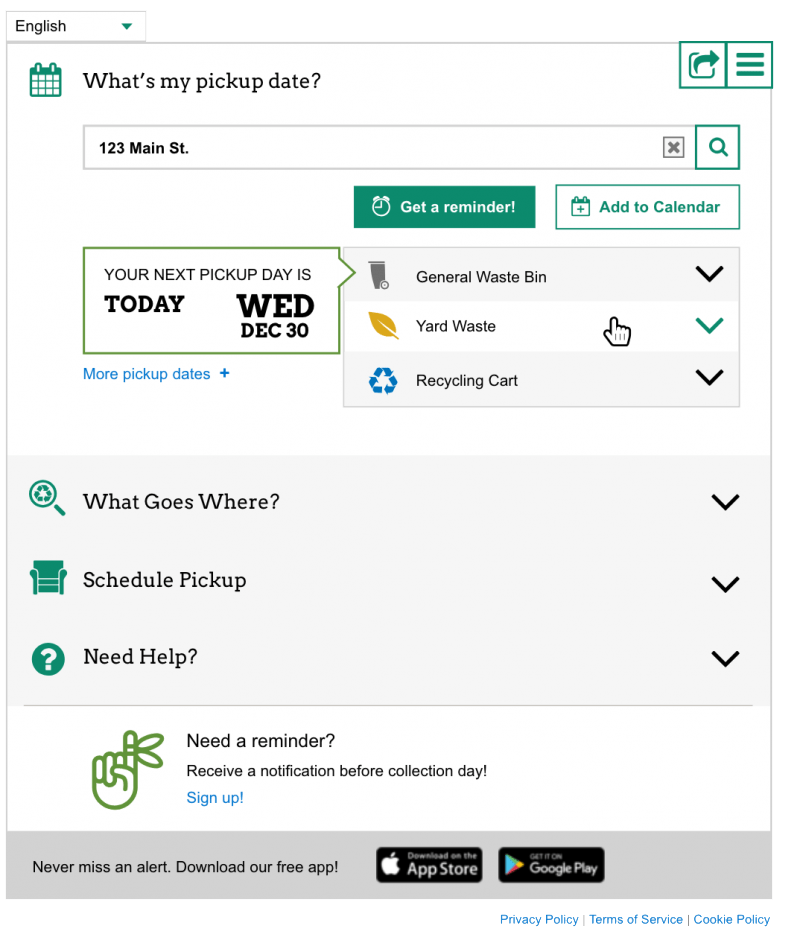 English
What's my pickup date?
123 Main St.
Get a reminder!
Add to Calendar
YOUR NEXT PICKUP DAY IS
TODAY
WED
DEC 30
More pickup dates +
General Waste Bin
Yard Waste
Recycling Cart
What Goes Where?
Schedule Pickup
Need Help?
Need a reminder?
Receive a notification before collection day!
Sign up!
Never miss an alert. Download our free app!
Download on the
App Store
GET IT ON
Google Play
Privacy Policy | Terms of Service | Cookie Policy